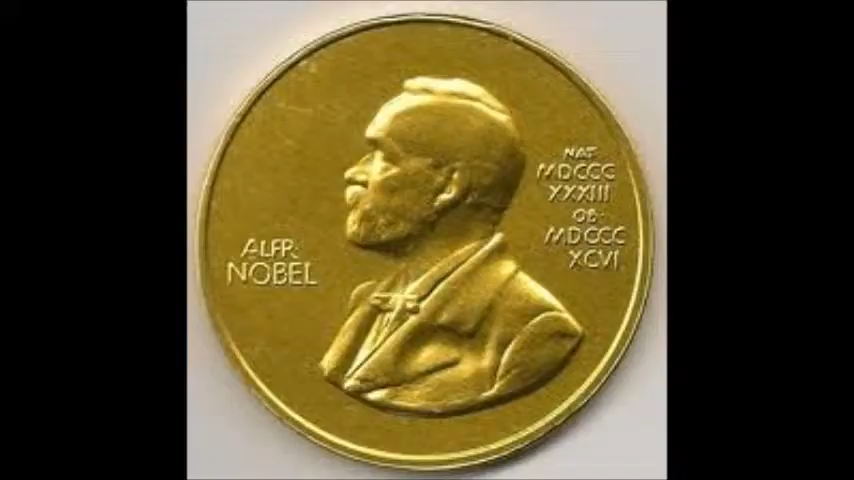 ALFR·
NOBEL
NAT·
MDCCC
XXXIII
OB·
MDCCC
XCVI